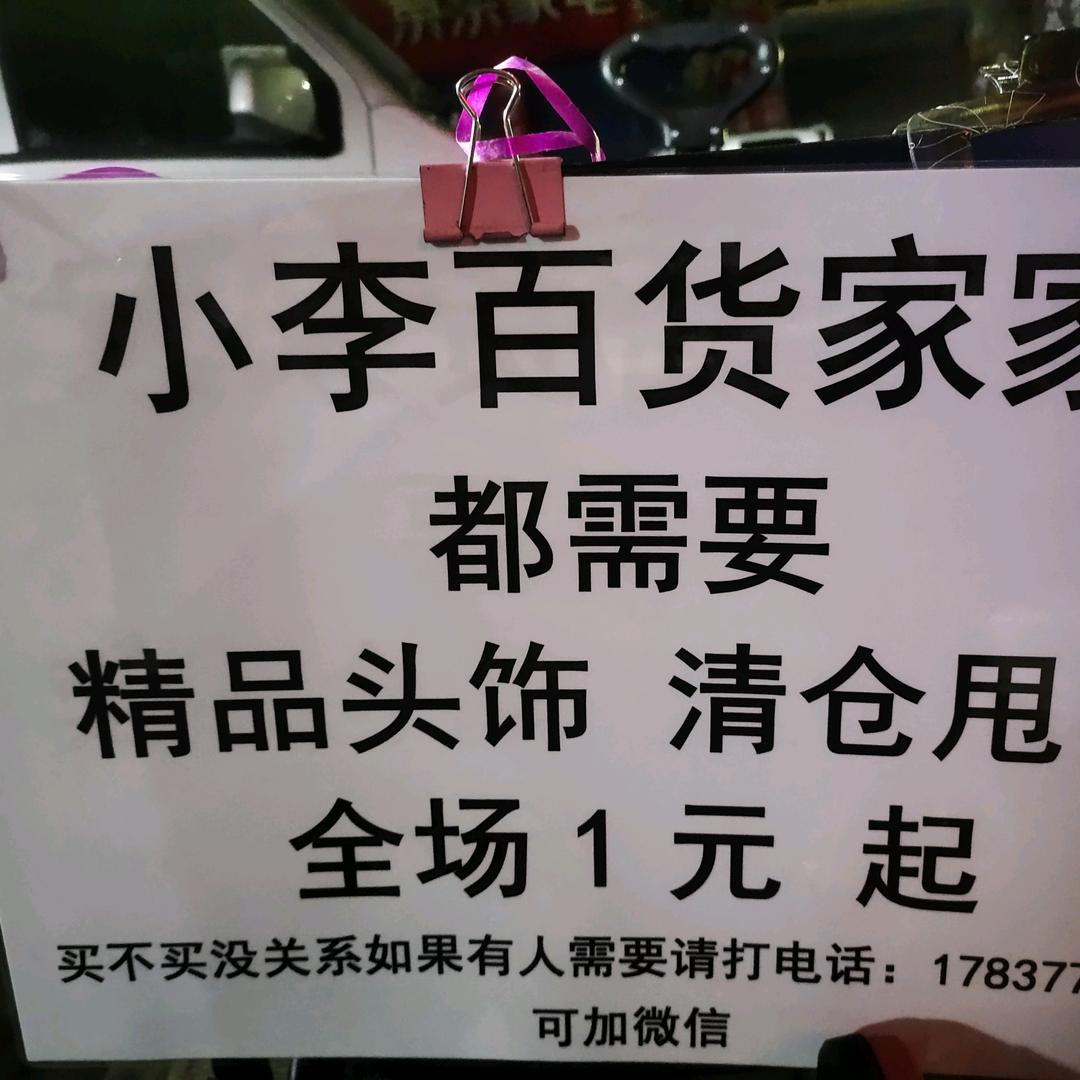 小李百货家家
都需要
精品头饰 清仓甩
全场1元 起
买不买没关系如果有人需要请打电话：178377
可加微信